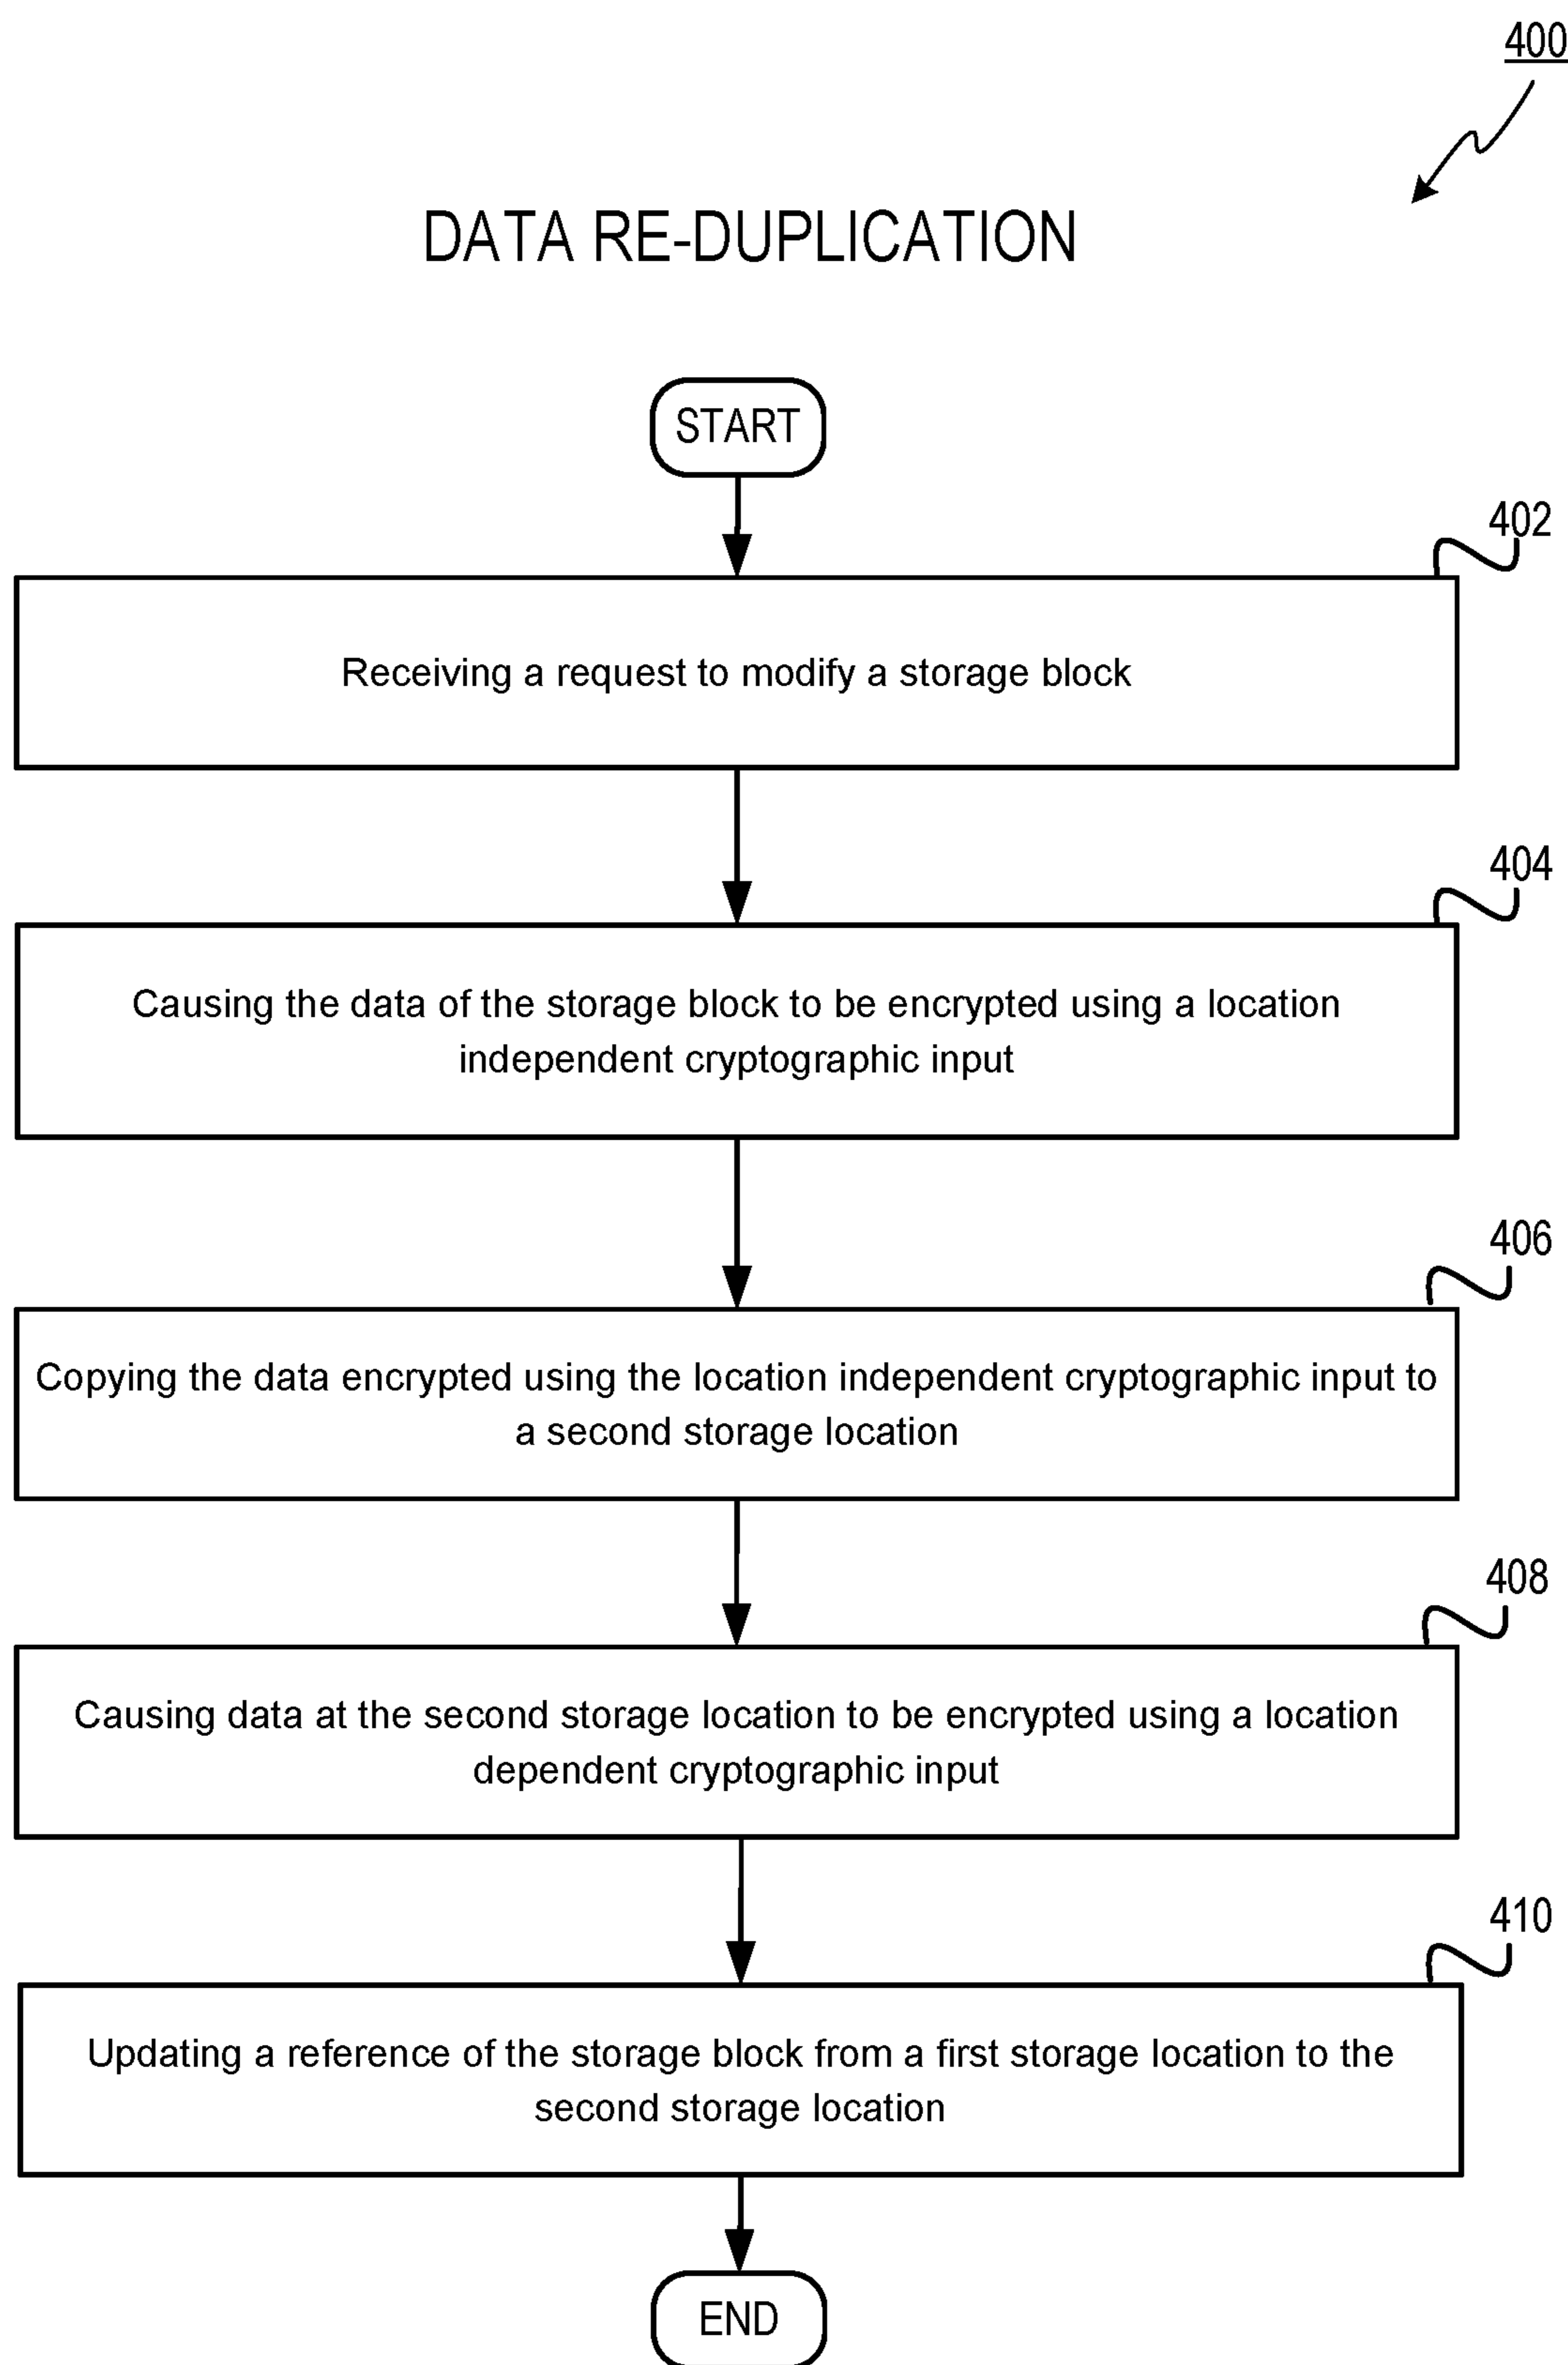 400
DATA RE-DUPLICATION
START
402
Receiving a request to modify a storage block
404
Causing the data of the storage block to be encrypted using a location
independent cryptographic input
406
Copying the data encrypted using the location independent cryptographic input to
a second storage location
408
Causing data at the second storage location to be encrypted using a location
dependent cryptographic input
410
Updating a reference of the storage block from a first storage location to the
second storage location
END